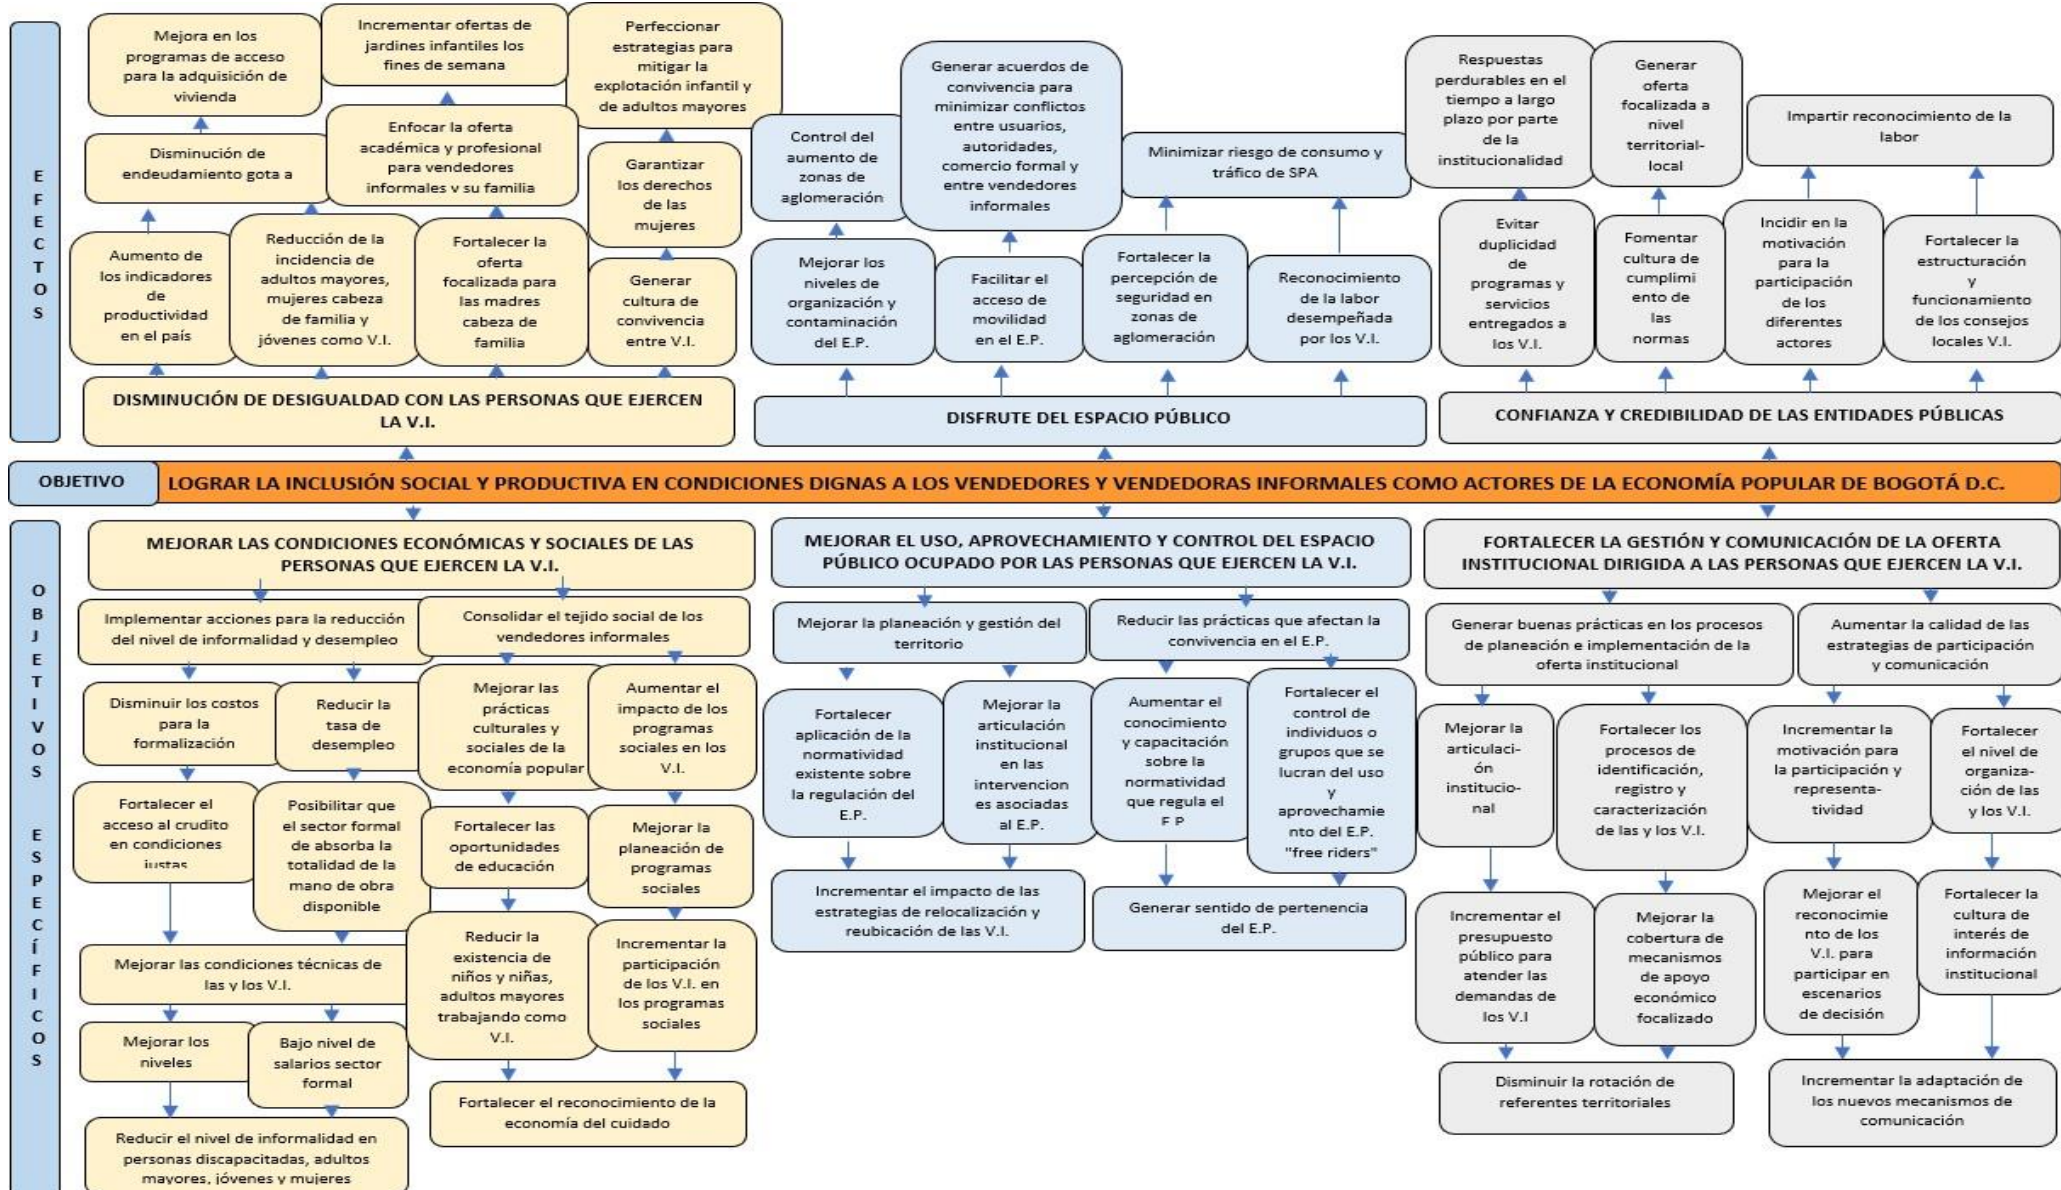 EFECTOS
Mejora en los
programas de acceso
para la adquisición de
vivienda
Incrementar ofertas de
jardines infantiles los
fines de semana
Perfeccionar
estrategias para
mitigar la
explotación infantil y
de adultos mayores
Disminución de
endeudamiento gota a
Enfocar la oferta
académica y profesional
para vendedores
informales y su familia
Garantizar
los derechos
de las
mujeres
Aumento de
los indicadores
de
productividad
en el país
Reducción de la
incidencia de
adultos mayores,
mujeres cabeza
de familia y
jóvenes como V.I.
Fortalecer la
oferta
focalizada para
las madres
cabeza de
familia
Generar
cultura de
convivencia
entre V.I.
DISMINUCIÓN DE DESIGUALDAD CON LAS PERSONAS QUE EJERCEN
LA V.I.
Control del
aumento de
zonas de
aglomeración
Generar acuerdos de
convivencia para
minimizar conflictos
entre usuarios,
autoridades,
comercio formal y
entre vendedores
informales
Minimizar riesgo de consumo y
tráfico de SPA
Mejorar los
niveles de
organización y
contaminación
del E.P.
Facilitar el
acceso de
movilidad
en el E.P.
Fortalecer la
percepción de
seguridad en
zonas de
aglomeración
Reconocimiento
de la labor
desempeñada
por los V.I.
DISFRUTE DEL ESPACIO PÚBLICO
Respuestas
perdurables en el
tiempo a largo
plazo por parte
de la
institucionalidad
Generar
oferta
focalizada a
nivel
territorial-
local
Impartir reconocimiento de la
labor
Evitar
duplicidad
de
programas y
servicios
entregados a
los V.I.
Fomentar
cultura de
cumplimi
ento de
las
normas
Incidir en la
motivación
para la
participación
de los
diferentes
actores
Fortalecer la
estructuración
y
funcionamiento
de los consejos
locales V.I.
CONFIANZA Y CREDIBILIDAD DE LAS ENTIDADES PÚBLICAS
OBJETIVO
LOGRAR LA INCLUSIÓN SOCIAL Y PRODUCTIVA EN CONDICIONES DIGNAS A LOS VENDEDORES Y VENDEDORAS INFORMALES COMO ACTORES DE LA ECONOMÍA POPULAR DE BOGOTÁ D.C.
OBJETIVOS ESPECÍFICOS
MEJORAR LAS CONDICIONES ECONÓMICAS Y SOCIALES DE LAS
PERSONAS QUE EJERCEN LA V.I.
Implementar acciones para la reducción
del nivel de informalidad y desempleo
Consolidar el tejido social de los
vendedores informales
Disminuir los costos
para la
formalización
Reducir la
tasa de
desempleo
Mejorar las
prácticas
culturales y
sociales de la
economía popular
Aumentar el
impacto de los
programas
sociales en los
V.I.
Fortalecer el
acceso al crudito
en condiciones
justas
Posibilitar que
el sector formal
de absorba la
totalidad de la
mano de obra
disponible
Fortalecer las
oportunidades
de educación
Mejorar la
planeación de
programas
sociales
Mejorar las condiciones técnicas de
las y los V.I.
Reducir la
existencia de
niños y niñas,
adultos mayores
trabajando como
V.I.
Incrementar la
participación
de los V.I. en
los programas
sociales
Mejorar los
niveles
Bajo nivel de
salarios sector
formal
Fortalecer el reconocimiento de la
economía del cuidado
Reducir el nivel de informalidad en
personas discapacitadas, adultos
mayores, jóvenes y mujeres
MEJORAR EL USO, APROVECHAMIENTO Y CONTROL DEL ESPACIO
PÚBLICO OCUPADO POR LAS PERSONAS QUE EJERCEN LA V.I.
Mejorar la planeación y gestión del
territorio
Reducir las prácticas que afectan la
convivencia en el E.P.
Fortalecer
aplicación de la
normatividad
existente sobre
la regulación del
E.P.
Mejorar la
articulación
institucional
en las
intervencion
es asociadas
al E.P.
Aumentar el
conocimiento
y capacitación
sobre la
normatividad
que regula el
E.P
Fortalecer el
control de
individuos o
grupos que se
lucran del uso
y
aprovechamie
nto del E.P.
"free riders"
Incrementar el impacto de las
estrategias de relocalización y
reubicación de las V.I.
Generar sentido de pertenencia
del E.P.
FORTALECER LA GESTIÓN Y COMUNICACIÓN DE LA OFERTA
INSTITUCIONAL DIRIGIDA A LAS PERSONAS QUE EJERCEN LA V.I.
Generar buenas prácticas en los procesos
de planeación e implementación de la
oferta institucional
Aumentar la calidad de las
estrategias de participación
y comunicación
Mejorar la
articulaci-
ón
institucio-
nal
Fortalecer los
procesos de
identificación,
registro y
caracterización
de las y los V.I.
Incrementar la
motivación para
la participación y
representa-
tividad
Fortalecer
el nivel de
organiza-
ción de las
y los V.I.
Incrementar el
presupuesto
público para
atender las
demandas de
los V.I
Mejorar la
cobertura de
mecanismos
de apoyo
económico
focalizado
Mejorar el
reconocimie
nto de los
V.I. para
participar en
escenarios
de decisión
Fortalecer la
cultura de
interés de
información
institucional
Disminuir la rotación de
referentes territoriales
Incrementar la adaptación de
los nuevos mecanismos de
comunicación